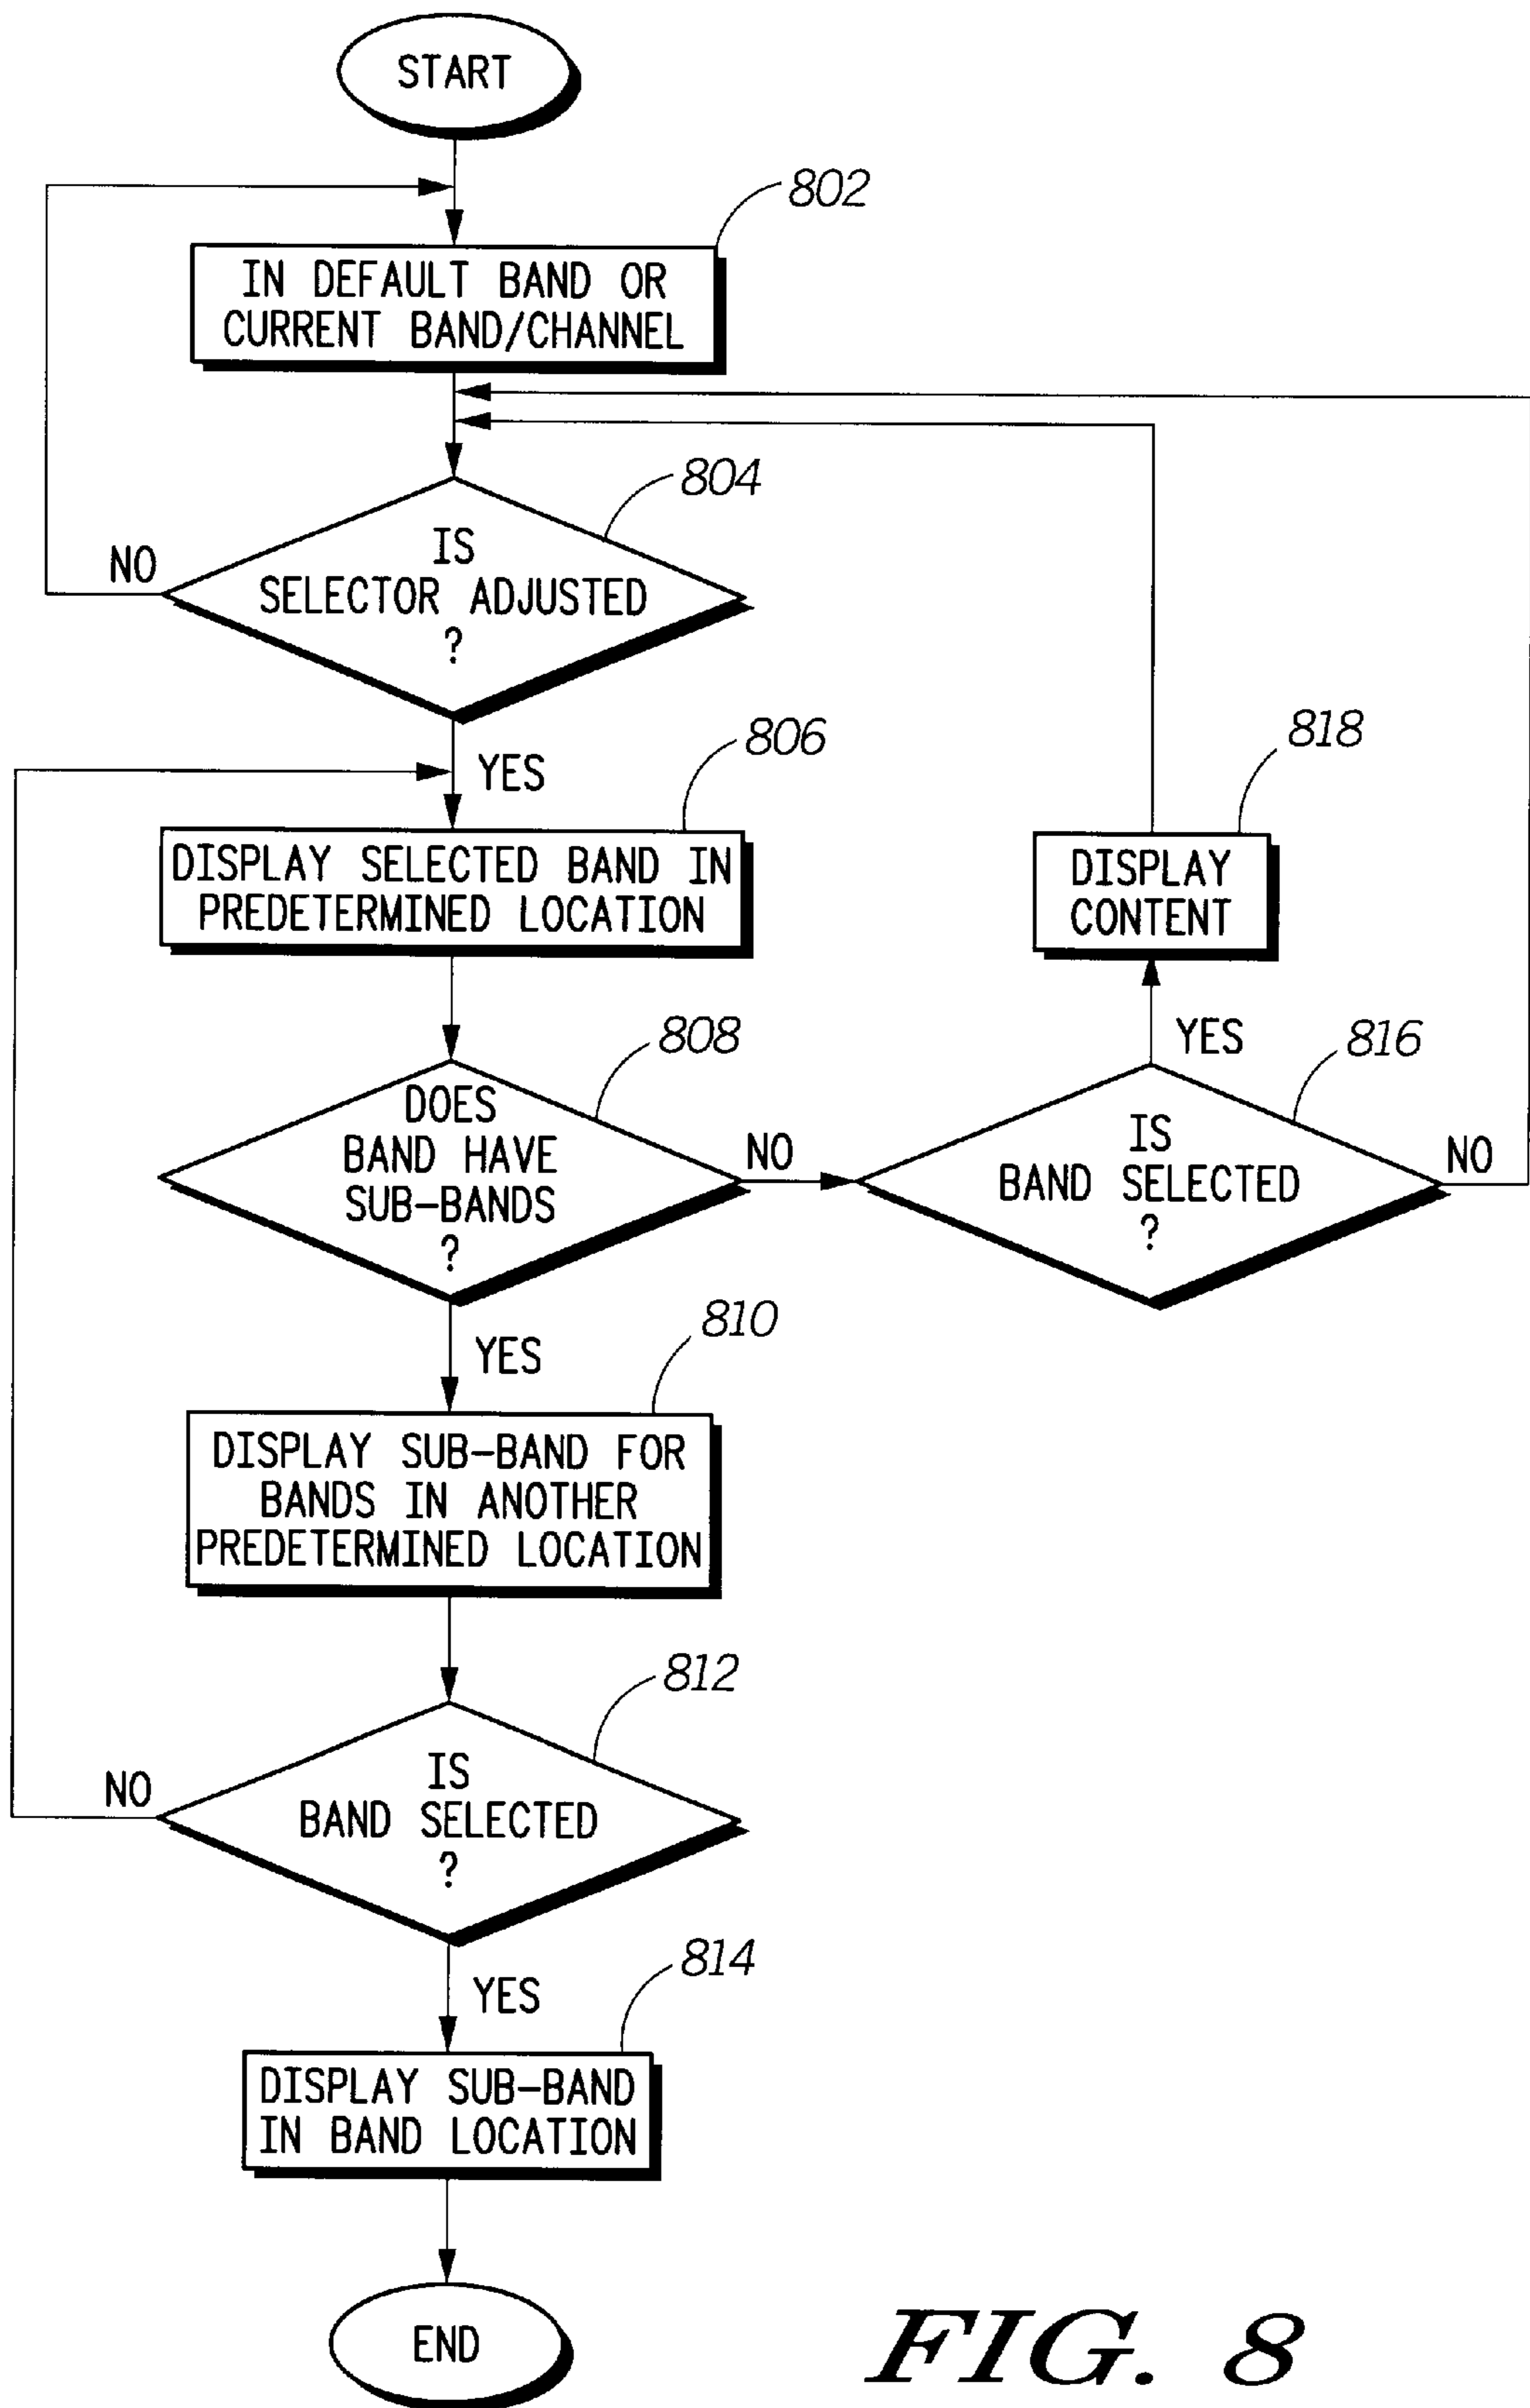 START
802
IN DEFAULT BAND OR
CURRENT BAND/CHANNEL
804
IS
SELECTOR ADJUSTED
?
NO
YES
806
DISPLAY SELECTED BAND IN
PREDETERMINED LOCATION
818
DISPLAY
CONTENT
808
DOES
BAND HAVE
SUB-BANDS
?
NO
YES
816
IS
BAND SELECTED
?
NO
YES
810
DISPLAY SUB-BAND FOR
BANDS IN ANOTHER
PREDETERMINED LOCATION
812
IS
BAND SELECTED
?
NO
YES
814
DISPLAY SUB-BAND
IN BAND LOCATION
END
FIG. 8